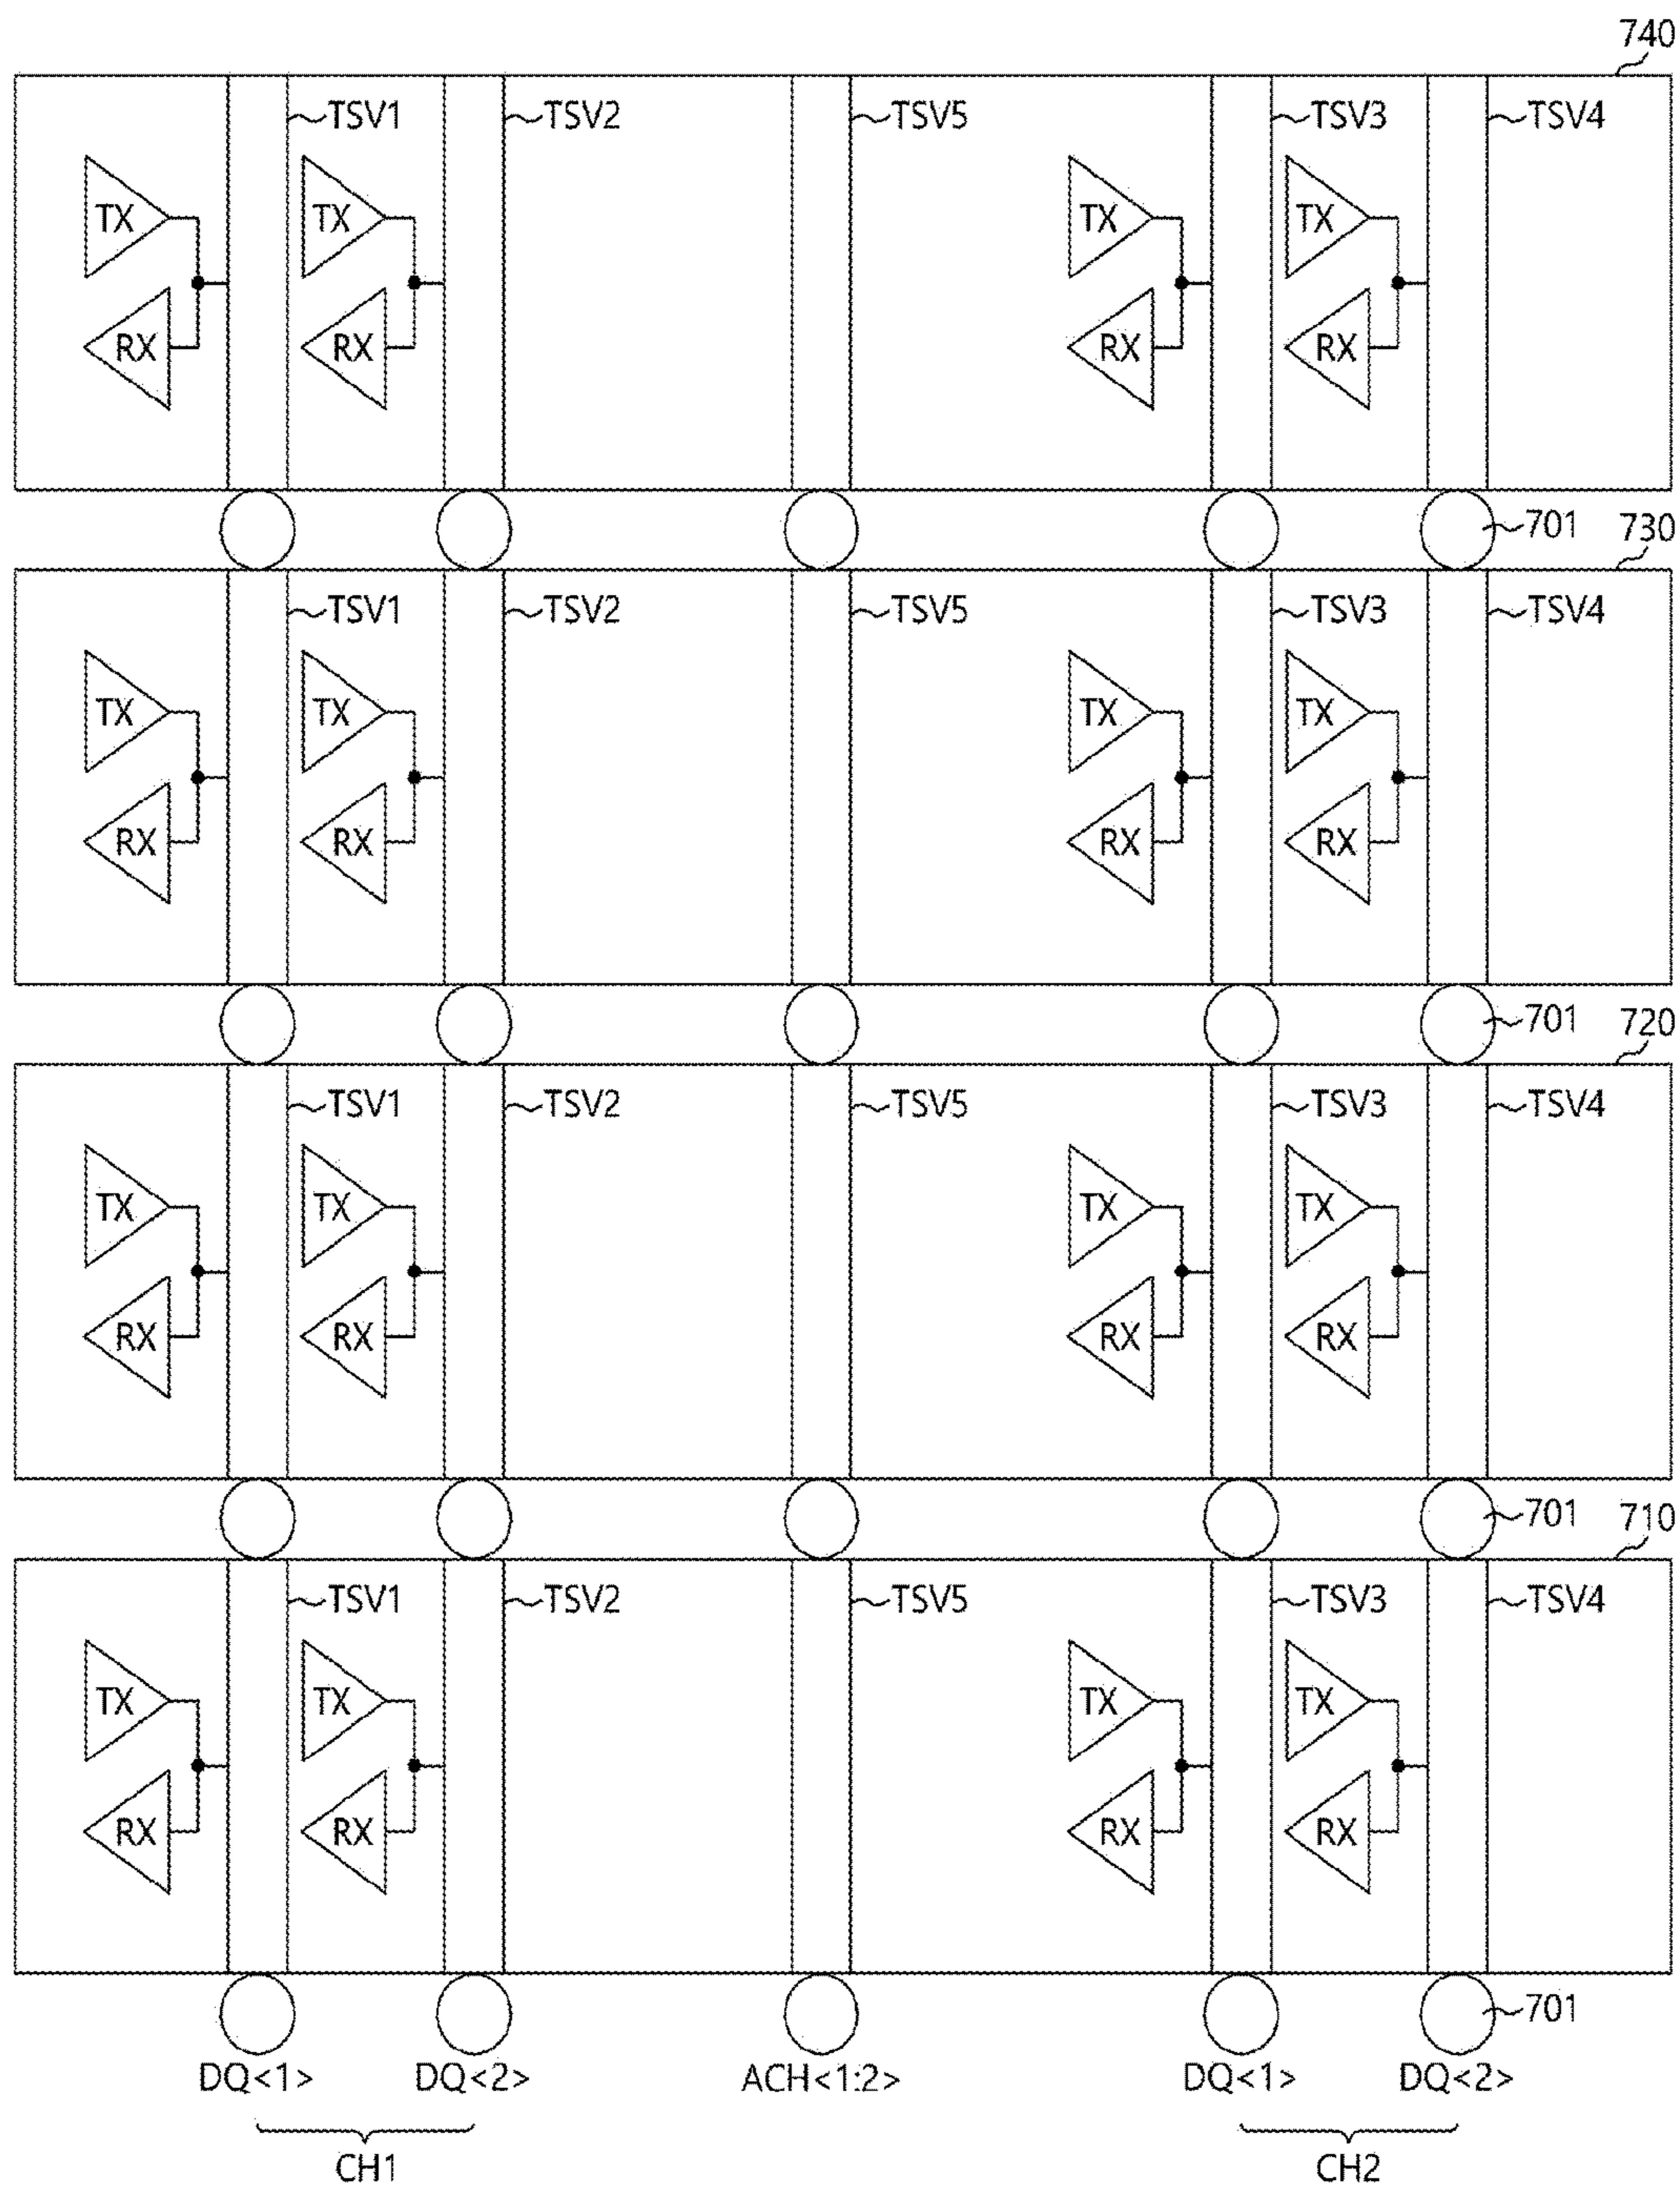 740
TSV1 TSV2 TSV5 TSV3 TSV4
TX TX TX TX
RX RX RX RX
701
730
TSV1 TSV2 TSV5 TSV3 TSV4
TX TX TX TX
RX RX RX RX
701
720
TSV1 TSV2 TSV5 TSV3 TSV4
TX TX TX TX
RX RX RX RX
701
710
TSV1 TSV2 TSV5 TSV3 TSV4
TX TX TX TX
RX RX RX RX
701
DQ<1> DQ<2> ACH<1:2> DQ<1> DQ<2>
CH1 CH2